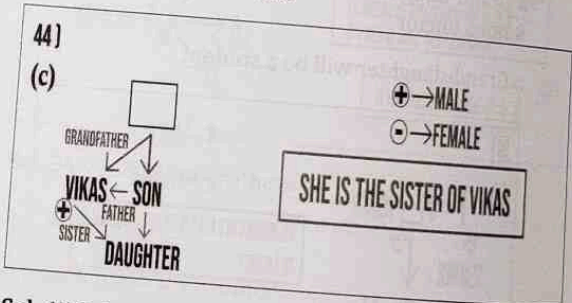 44]
(c)
⊕→MALE
⊖→FEMALE
GRANDFATHER
VIKAS ← SON
⊕
FATHER
SISTER
DAUGHTER
SHE IS THE SISTER OF VIKAS